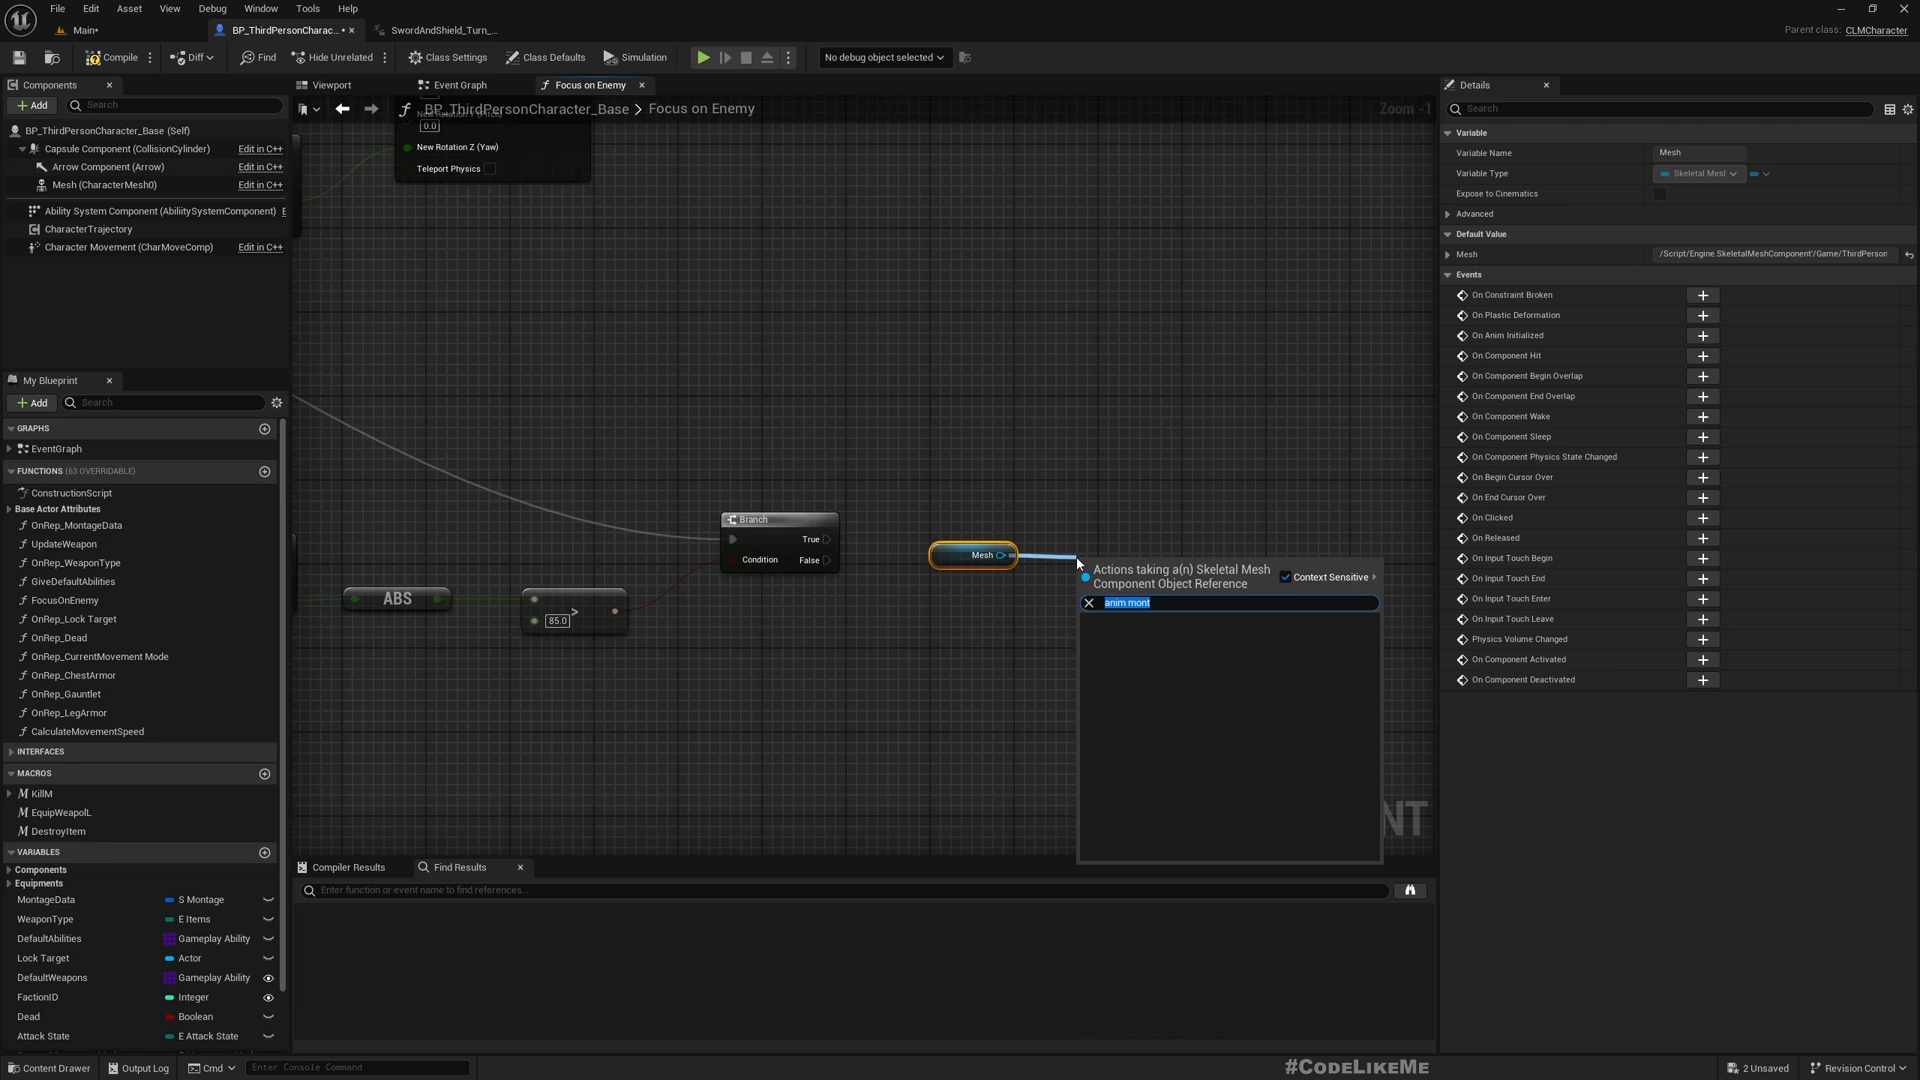 File Edit Asset View Debug Window Tools Help
Main•
BP_ThirdPersonCharac... •
SwordAndShield_Turn_...
Parent class: CLMCharacter
Compile
Diff
Find
Hide Unrelated
Class Settings
Class Defaults
Simulation
No debug object selected
Components
Add
Search
BP_ThirdPersonCharacter_Base (Self)
Capsule Component (CollisionCylinder) Edit in C++
Arrow Component (Arrow) Edit in C++
Mesh (CharacterMesh0) Edit in C++
Ability System Component (AbiliitySystemComponent) E
CharacterTrajectory
Character Movement (CharMoveComp) Edit in C++
My Blueprint
Add
Search
GRAPHS
EventGraph
FUNCTIONS (63 OVERRIDABLE)
ConstructionScript
Base Actor Attributes
OnRep_MontageData
UpdateWeapon
OnRep_WeaponType
GiveDefaultAbilities
FocusOnEnemy
OnRep_Lock Target
OnRep_Dead
OnRep_CurrentMovement Mode
OnRep_ChestArmor
OnRep_Gauntlet
OnRep_LegArmor
CalculateMovementSpeed
INTERFACES
MACROS
KillM
EquipWeapolL
DestroyItem
VARIABLES
Components
Equipments
MontageData S Montage
WeaponType E Items
DefaultAbilities Gameplay Ability
Lock Target Actor
DefaultWeapons Gameplay Ability
FactionID Integer
Dead Boolean
Attack State E Attack State
Viewport
Event Graph
Focus on Enemy
BP_ThirdPersonCharacter_Base > Focus on Enemy
Zoom -1
0.0
New Rotation Z (Yaw)
Teleport Physics
Branch
True
Condition False
ABS
>
85.0
Mesh
Actions taking a(n) Skeletal Mesh
Component Object Reference
Context Sensitive
anim mont
NT
Compiler Results
Find Results
Enter function or event name to find references...
Details
Search
Variable
Variable Name Mesh
Variable Type Skeletal Mesl
Expose to Cinematics
Advanced
Default Value
Mesh /Script/Engine.SkeletalMeshComponent'/Game/ThirdPerson
Events
On Constraint Broken
On Plastic Deformation
On Anim Initialized
On Component Hit
On Component Begin Overlap
On Component End Overlap
On Component Wake
On Component Sleep
On Component Physics State Changed
On Begin Cursor Over
On End Cursor Over
On Clicked
On Released
On Input Touch Begin
On Input Touch End
On Input Touch Enter
On Input Touch Leave
Physics Volume Changed
On Component Activated
On Component Deactivated
Content Drawer
Output Log
Cmd
Enter Console Command
#CodeLikeMe
2 Unsaved
Revision Control